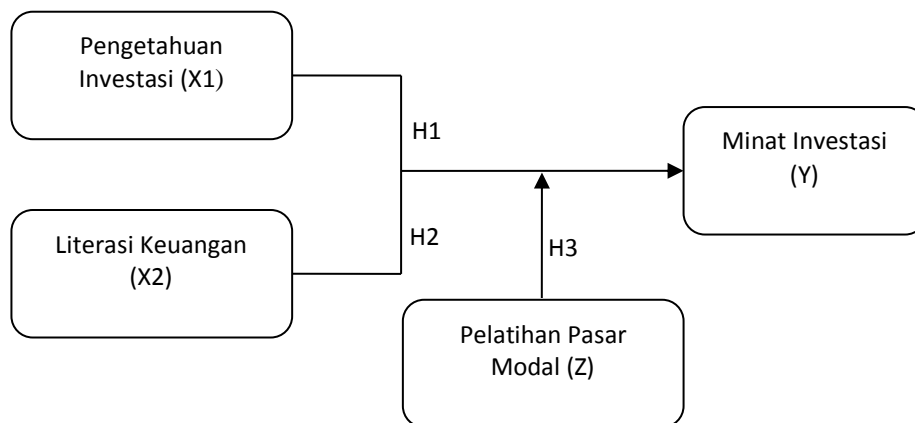 Pengetahuan
Investasi (X1)
H1
Minat Investasi
(Y)
Literasi Keuangan
(X2)
H2
H3
Pelatihan Pasar
Modal (Z)